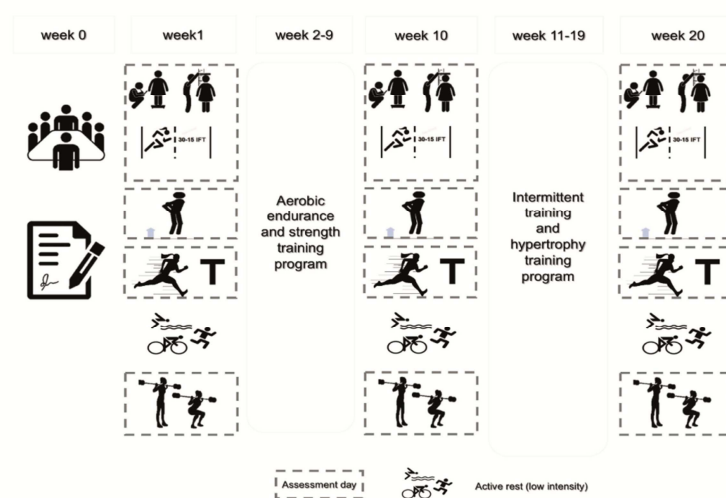 week 0
week1
week 2-9
week 10
week 11-19
week 20
30-15 IFT
30-15 IFT
30-15 IFT
Aerobic
endurance
and strength
training
program
Intermittent
training
and
hypertrophy
training
program
T
T
T
Assessment day
Active rest (low intensity)